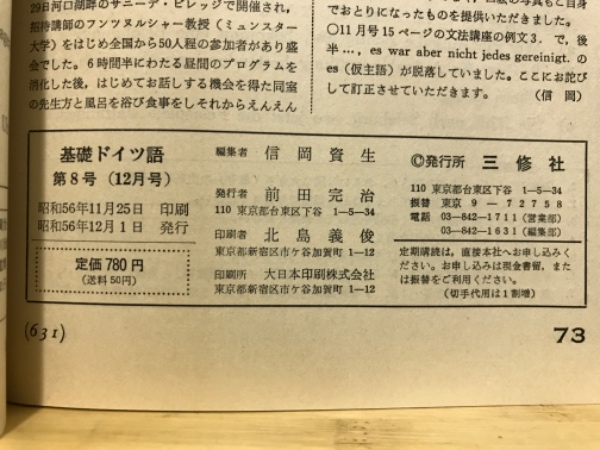 29日河口湖畔のサニーデ・ビレッジで開催され,
招待講師のフンツヌルシャー教授(ミュンスター
大学)をはじめ全国から50人程の参加者があり盛
会でした。6時間半にわたる昼間のプログラムを
消化した後,はじめてお話しする機会を得た同室
の先生方と風呂を浴び食事をしそれからえんえん
でおとりになったものを提供いただきました。
○11月号15ページの文法講座の例文3. で,後
半…, es war aber nicht jedes gereinigt. の
es(仮主語)が脱落していました。ここにお詫び
して訂正させていただきます。 (信 岡)
基礎ドイツ語
第8号 (12月号)
昭和56年11月25日 印刷
昭和56年12月1日 発行
定価 780円
(送料 50円)
編集者 信岡資生
発行者 前田完治
110 東京都台東区下谷 1—5—34
印刷者 北島義俊
東京都新宿区市ケ谷加賀町 1—12
印刷所 大日本印刷株式会社
東京都新宿区市ケ谷加賀町 1—12
©発行所 三修社
110 東京都台東区下谷 1-5-34
振替 東京 9-72758
電話 03-842-1711(営業部)
03-842-1631(編集部)
定期購読は,直接本社へお申し込みく
ださい。お申し込みは現金書留,また
は振替をご利用ください。
(切手代用は1割増)
(631)
73